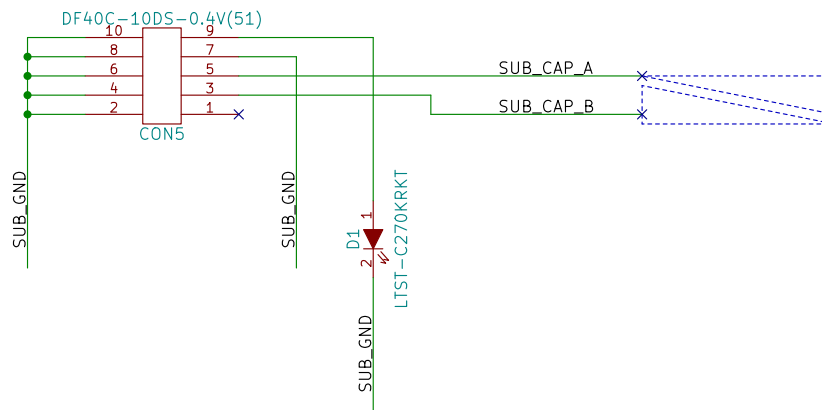 DF40C-10DS-0.4V(51)
10 9
8 7
6 5
4 3
2 1
CON5
SUB_CAP_A
SUB_CAP_B
SUB_GND
SUB_GND
1
D1
2
LTST-C270KRKT
SUB_GND